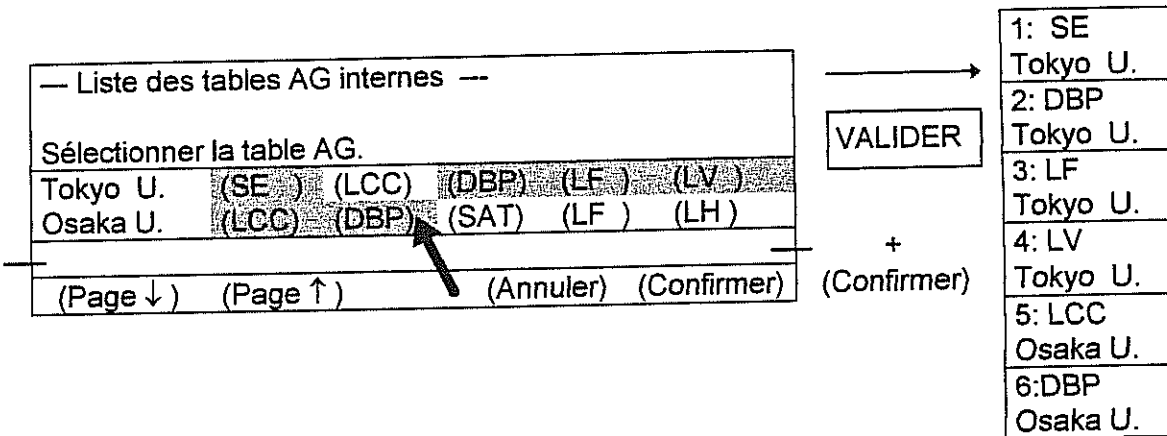 — Liste des tables AG internes ---
Sélectionner la table AG.
Tokyo U. (SE ) (LCC) (DBP) (LF ) (LV )
Osaka U. (LCC) (DBP) (SAT) (LF ) (LH )
(Page ↓ ) (Page ↑ ) (Annuler) (Confirmer)
VALIDER
+
(Confirmer)
1: SE
Tokyo U.
2: DBP
Tokyo U.
3: LF
Tokyo U.
4: LV
Tokyo U.
5: LCC
Osaka U.
6:DBP
Osaka U.